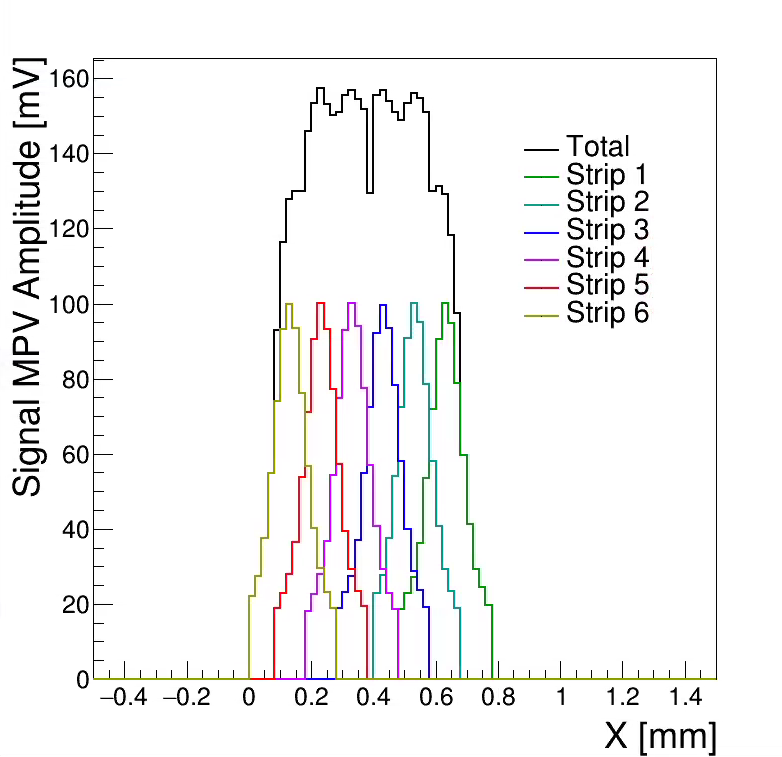 Signal MPV Amplitude [mV]
160
140
120
100
80
60
40
20
0
Total
Strip 1
Strip 2
Strip 3
Strip 4
Strip 5
Strip 6
−0.4 −0.2 0 0.2 0.4 0.6 0.8 1 1.2 1.4
X [mm]